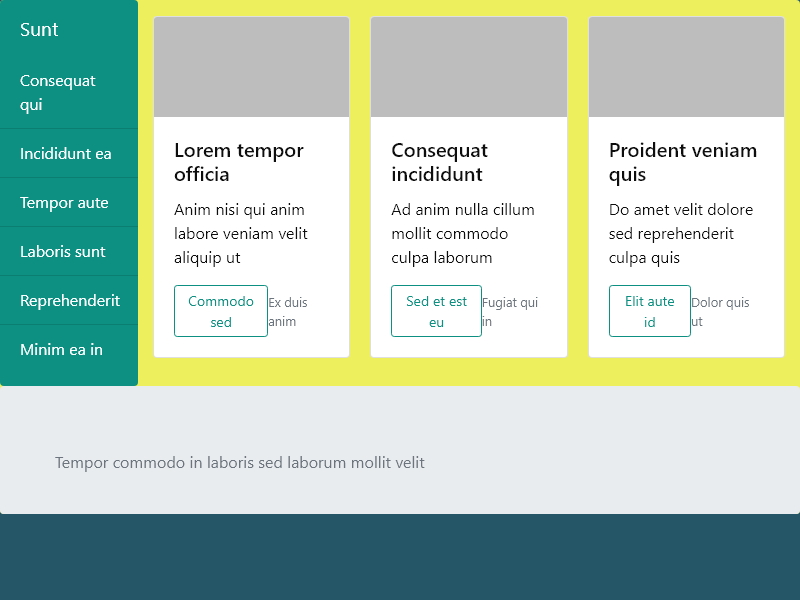 Sunt
Consequat
qui
Incididunt ea
Tempor aute
Laboris sunt
Reprehenderit
Minim ea in
Lorem tempor
officia
Anim nisi qui anim
labore veniam velit
aliquip ut
Commodo
sed
Ex duis
anim
Consequat
incididunt
Ad anim nulla cillum
mollit commodo
culpa laborum
Sed et est
eu
Fugiat qui
in
Proident veniam
quis
Do amet velit dolore
sed reprehenderit
culpa quis
Elit aute
id
Dolor quis
ut
Tempor commodo in laboris sed laborum mollit velit